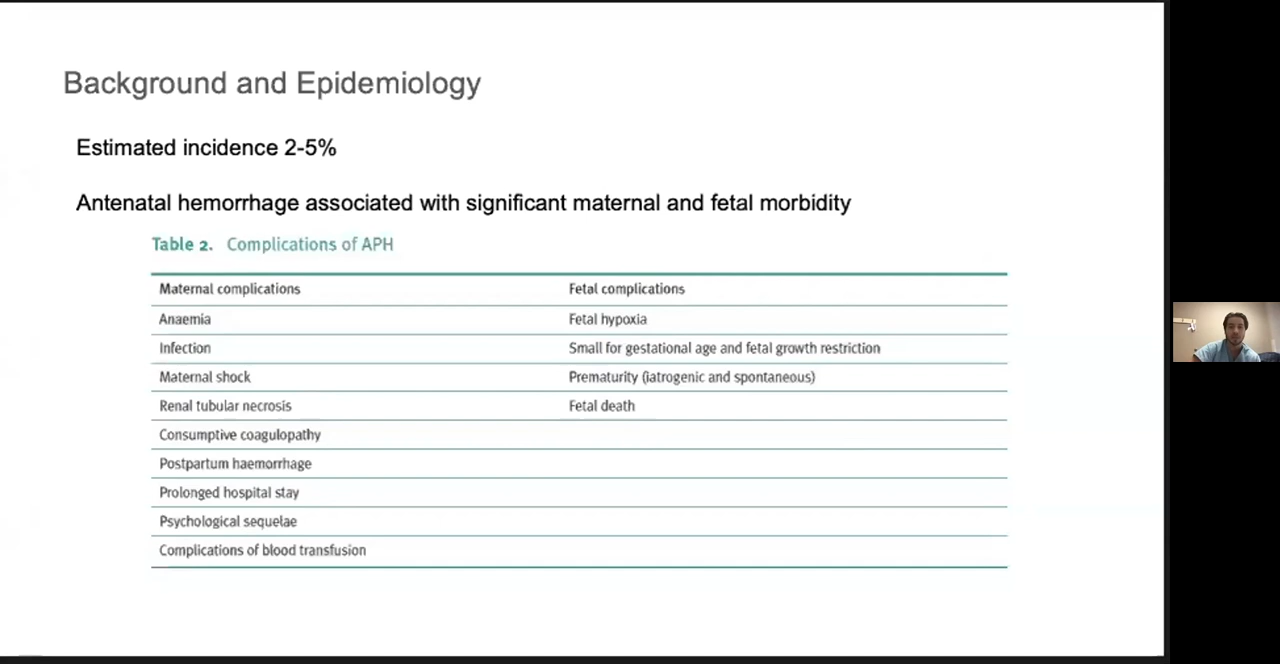 Background and Epidemiology
Estimated incidence 2-5%
Antenatal hemorrhage associated with significant maternal and fetal morbidity
Table 2. Complications of APH
Maternal complications Fetal complications
Anaemia Fetal hypoxia
Infection Small for gestational age and fetal growth restriction
Maternal shock Prematurity (iatrogenic and spontaneous)
Renal tubular necrosis Fetal death
Consumptive coagulopathy
Postpartum haemorrhage
Prolonged hospital stay
Psychological sequelae
Complications of blood transfusion